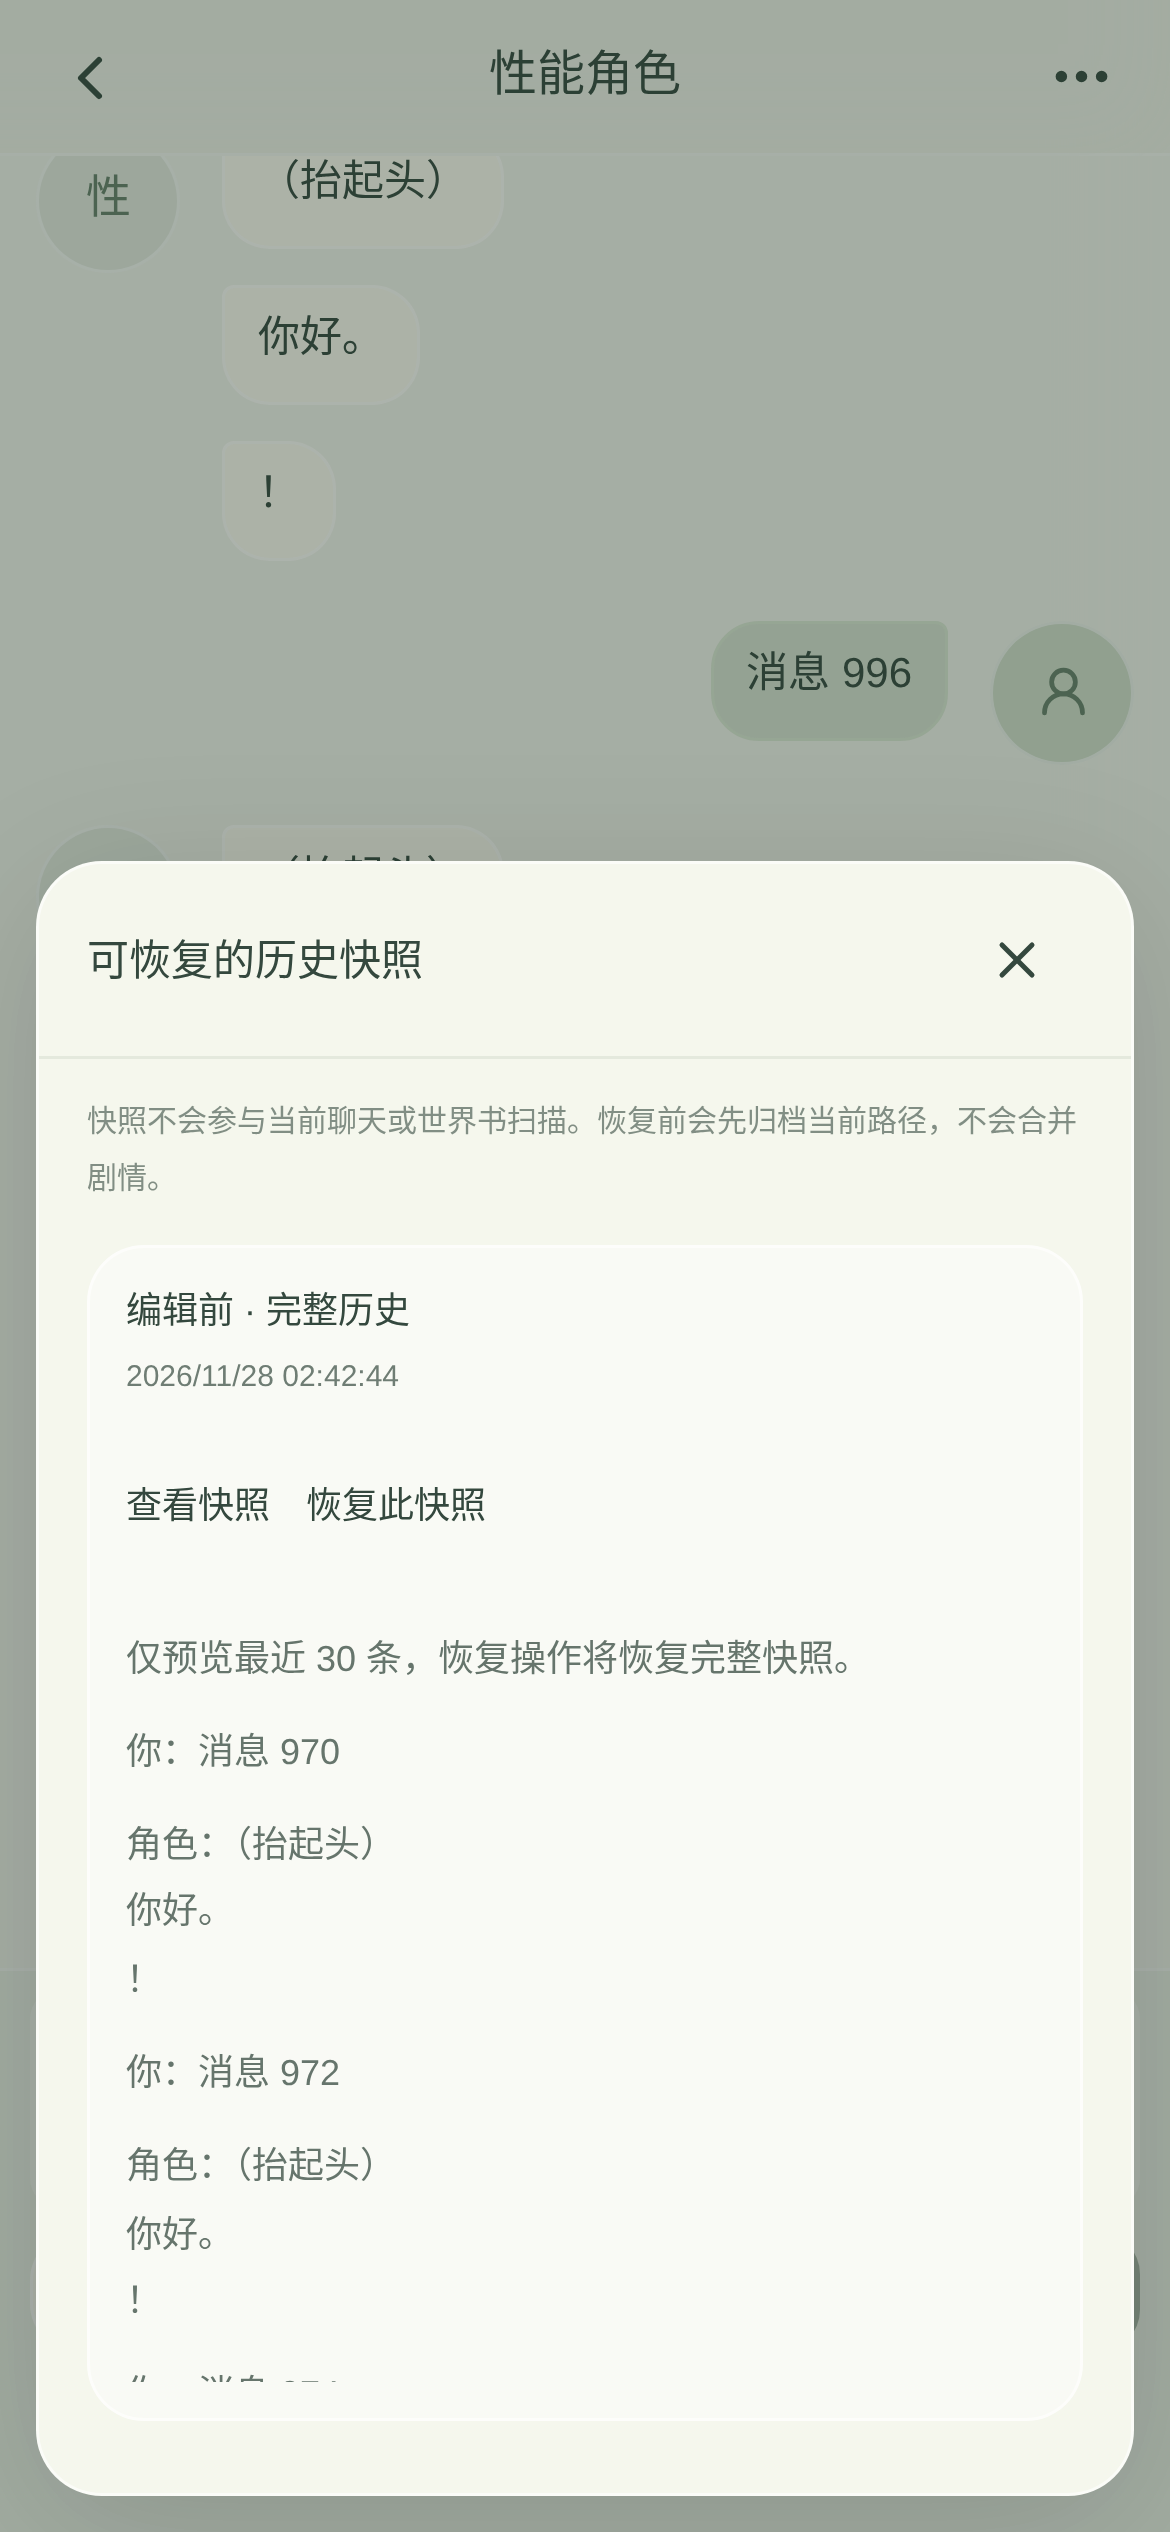 性能角色
性
（抬起头）
你好。
！
消息 996
可恢复的历史快照
快照不会参与当前聊天或世界书扫描。恢复前会先归档当前路径，不会合并
剧情。
编辑前 · 完整历史
2026/11/28 02:42:44
查看快照 恢复此快照
仅预览最近 30 条，恢复操作将恢复完整快照。
你：消息 970
角色：（抬起头）
你好。
！
你：消息 972
角色：（抬起头）
你好。
！